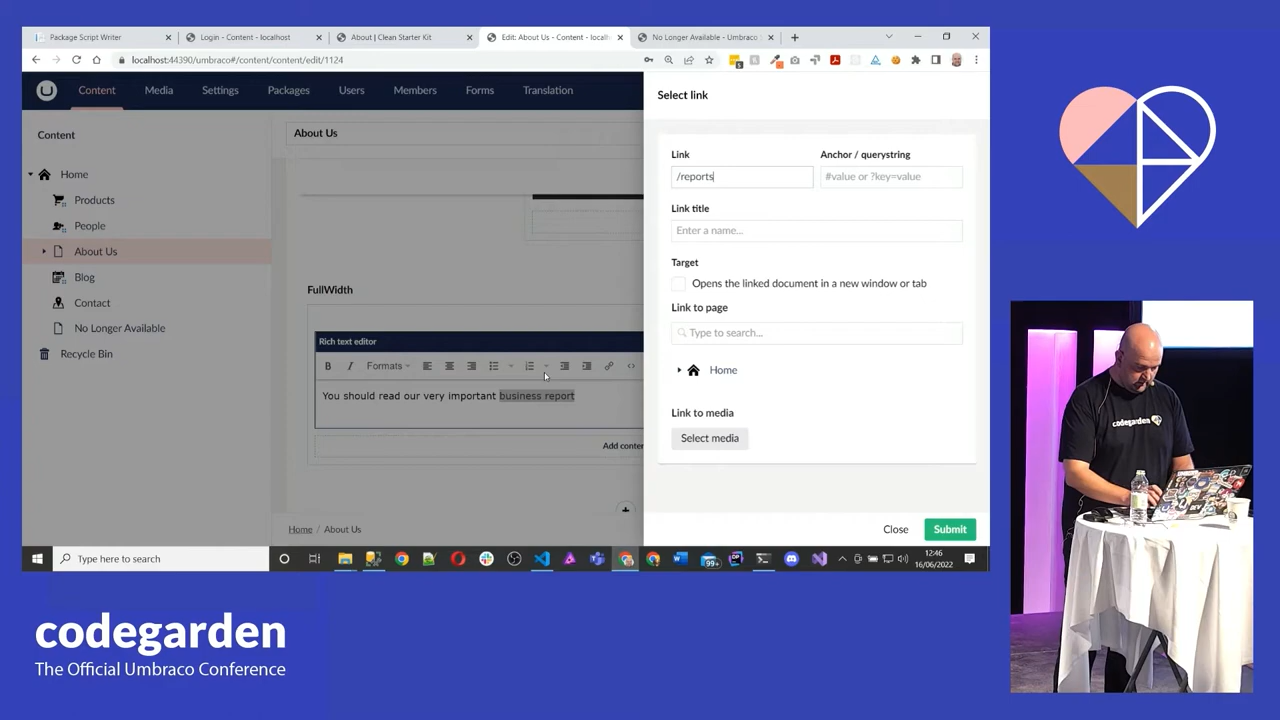 Package Script Writer
Login - Content - localhost
About | Clean Starter Kit
Edit: About Us - Content - localh
No Longer Available - Umbraco
localhost:44390/umbraco#/content/content/edit/1124
Content
Media
Settings
Packages
Users
Members
Forms
Translation
Select link
Content
Home
Products
People
About Us
Blog
Contact
No Longer Available
Recycle Bin
About Us
FullWidth
Rich text editor
B I Formats
You should read our very important business report
Add conten
Home / About Us
Link
/reports
Anchor / querystring
#value or ?key=value
Link title
Enter a name...
Target
Opens the linked document in a new window or tab
Link to page
Type to search...
Home
Link to media
Select media
Close
Submit
Type here to search
99+
12:46
16/06/2022
codegarden
codegarden
The Official Umbraco Conference